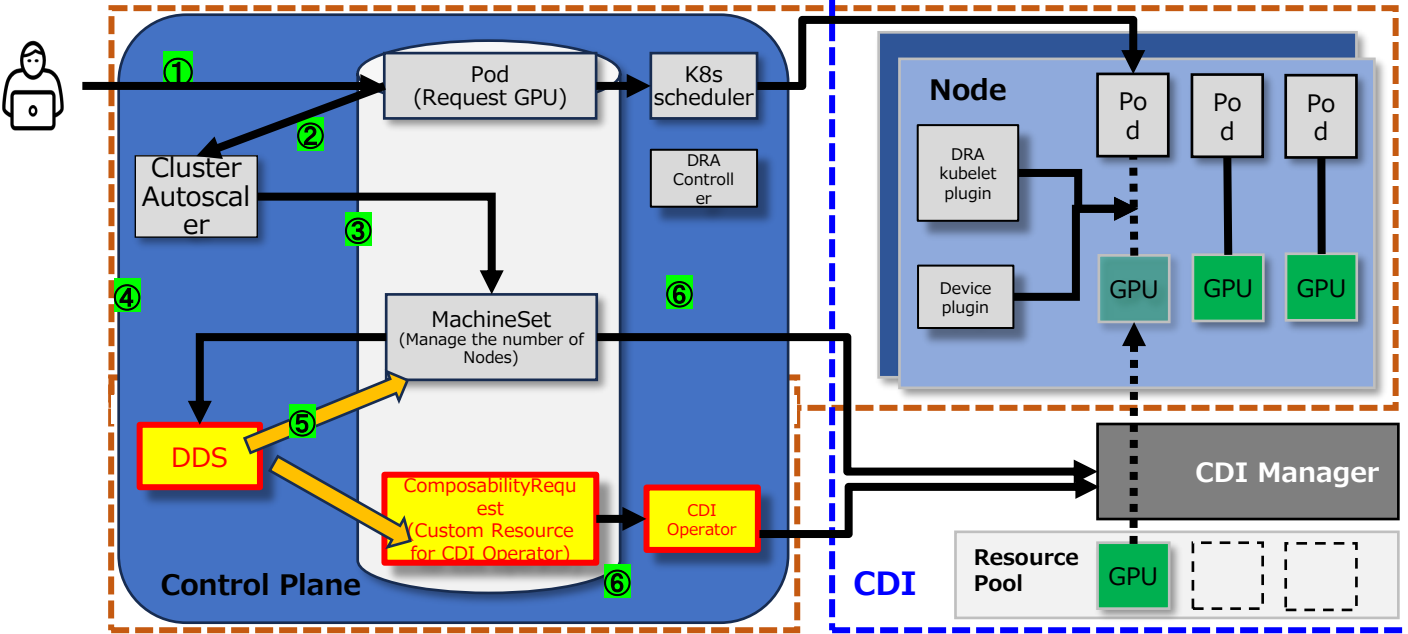 ①
Pod
(Request GPU)
K8s
scheduler
②
Cluster
Autoscal
er
DRA
Controll
er
③
④
⑥
MachineSet
(Manage the number of
Nodes)
⑤
DDS
ComposabilityRequ
est
(Custom Resource
for CDI Operator)
CDI
Operator
⑥
Control Plane
Node
Po
d
Po
d
Po
d
DRA
kubelet
plugin
Device
plugin
GPU
GPU
GPU
CDI Manager
CDI
Resource
Pool
GPU